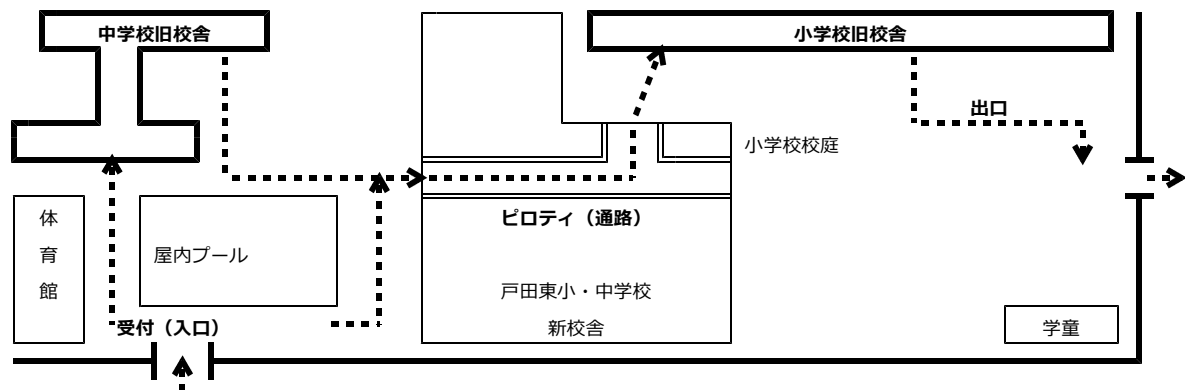 中学校旧校舎
小学校旧校舎
出口
小学校校庭
体育館
屋内プール
ピロティ（通路）
戸田東小・中学校
新校舎
受付（入口）
学童